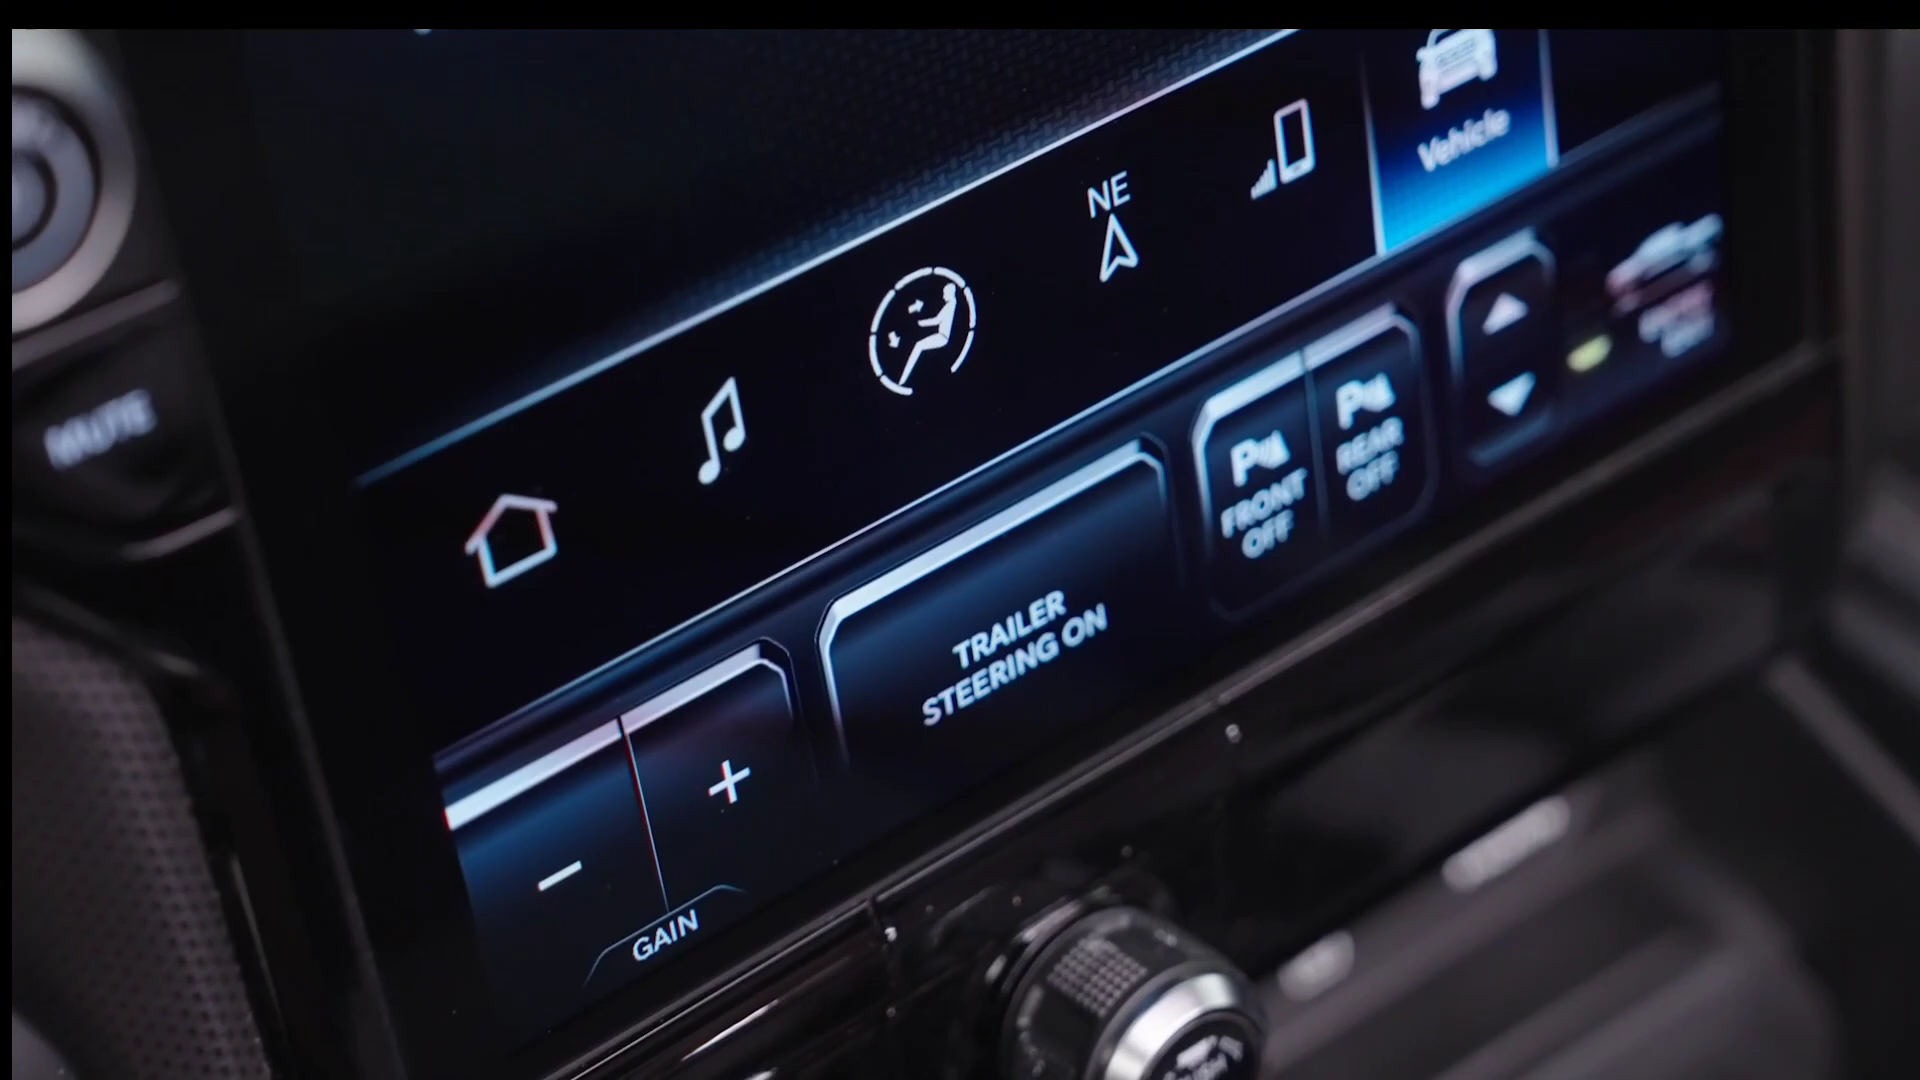 NE
Vehicle
MUTE
FRONT
OFF
REAR
OFF
TRAILER
STEERING ON
GAIN